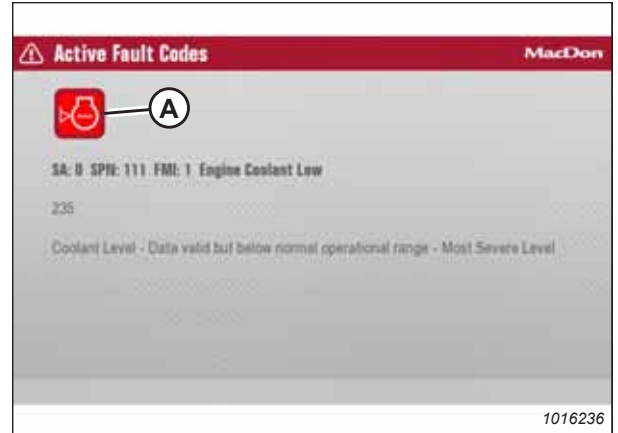 Active Fault Codes
MacDon
A
SA: 0 SPN: 111 FMI: 1 Engine Coolant Low
235
Coolant Level - Data valid but below normal operational range - Most Severe Level
1016236